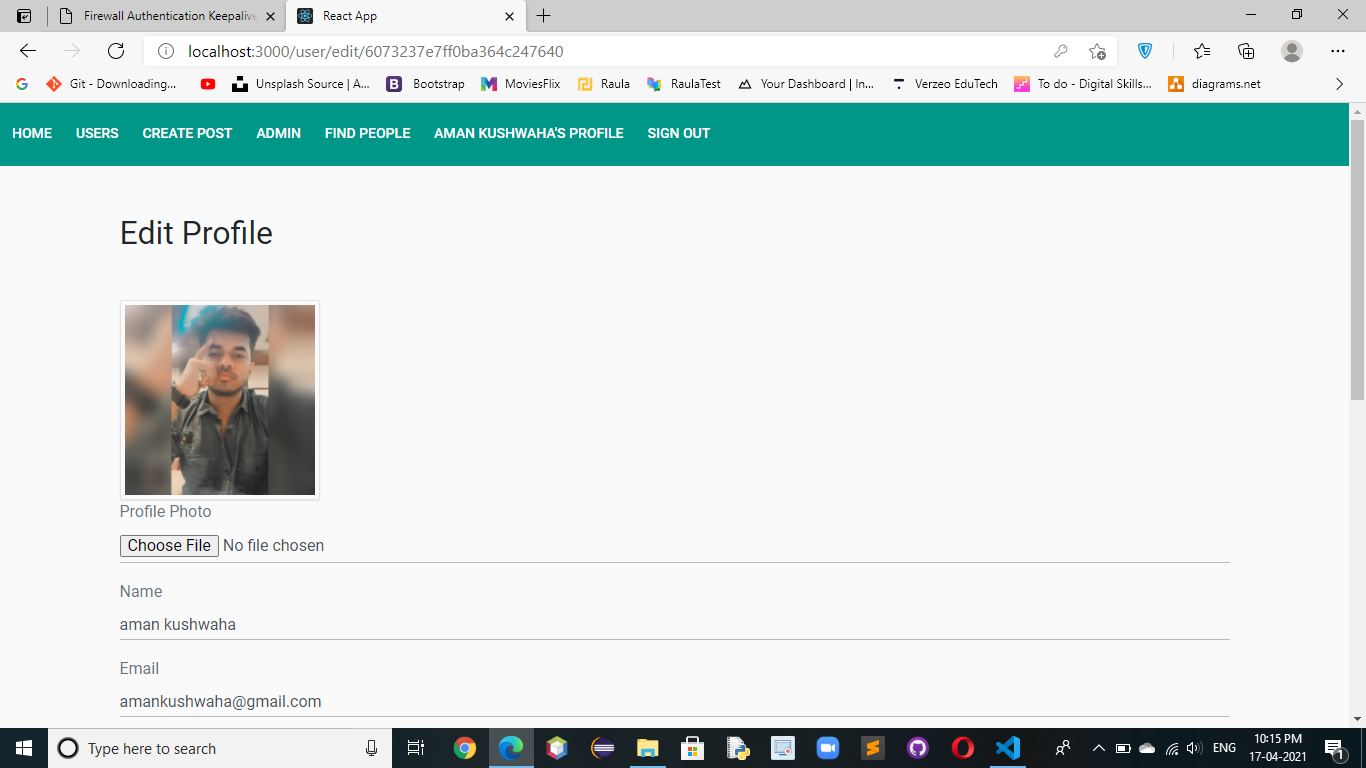 Firewall Authentication Keepalive
React App
localhost:3000/user/edit/6073237e7ff0ba364c247640
Git - Downloading... Unsplash Source | A... Bootstrap MoviesFlix Raula RaulaTest Your Dashboard | In... Verzeo EduTech To do - Digital Skills... diagrams.net
HOME USERS CREATE POST ADMIN FIND PEOPLE AMAN KUSHWAHA'S PROFILE SIGN OUT
Edit Profile
Profile Photo
Choose File No file chosen
Name
aman kushwaha
Email
amankushwaha@gmail.com
Type here to search
ENG
10:15 PM
17-04-2021
1